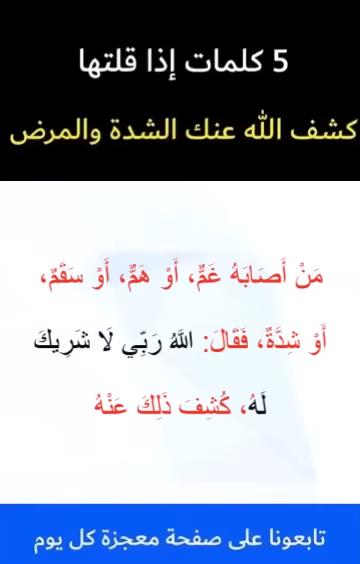 5 كلمات إذا قلتها
كشف الله عنك الشدة والمرض
مَنْ أَصَابَهُ غَمٌّ، أَوْ هَمٌّ، أَوْ سَقَمٌ،
أَوْ شِدَّةٌ، فَقَالَ: اللَّهُ رَبِّي لَا شَرِيكَ
لَهُ، كُشِفَ ذَلِكَ عَنْهُ
تابعونا على صفحة معجزة كل يوم